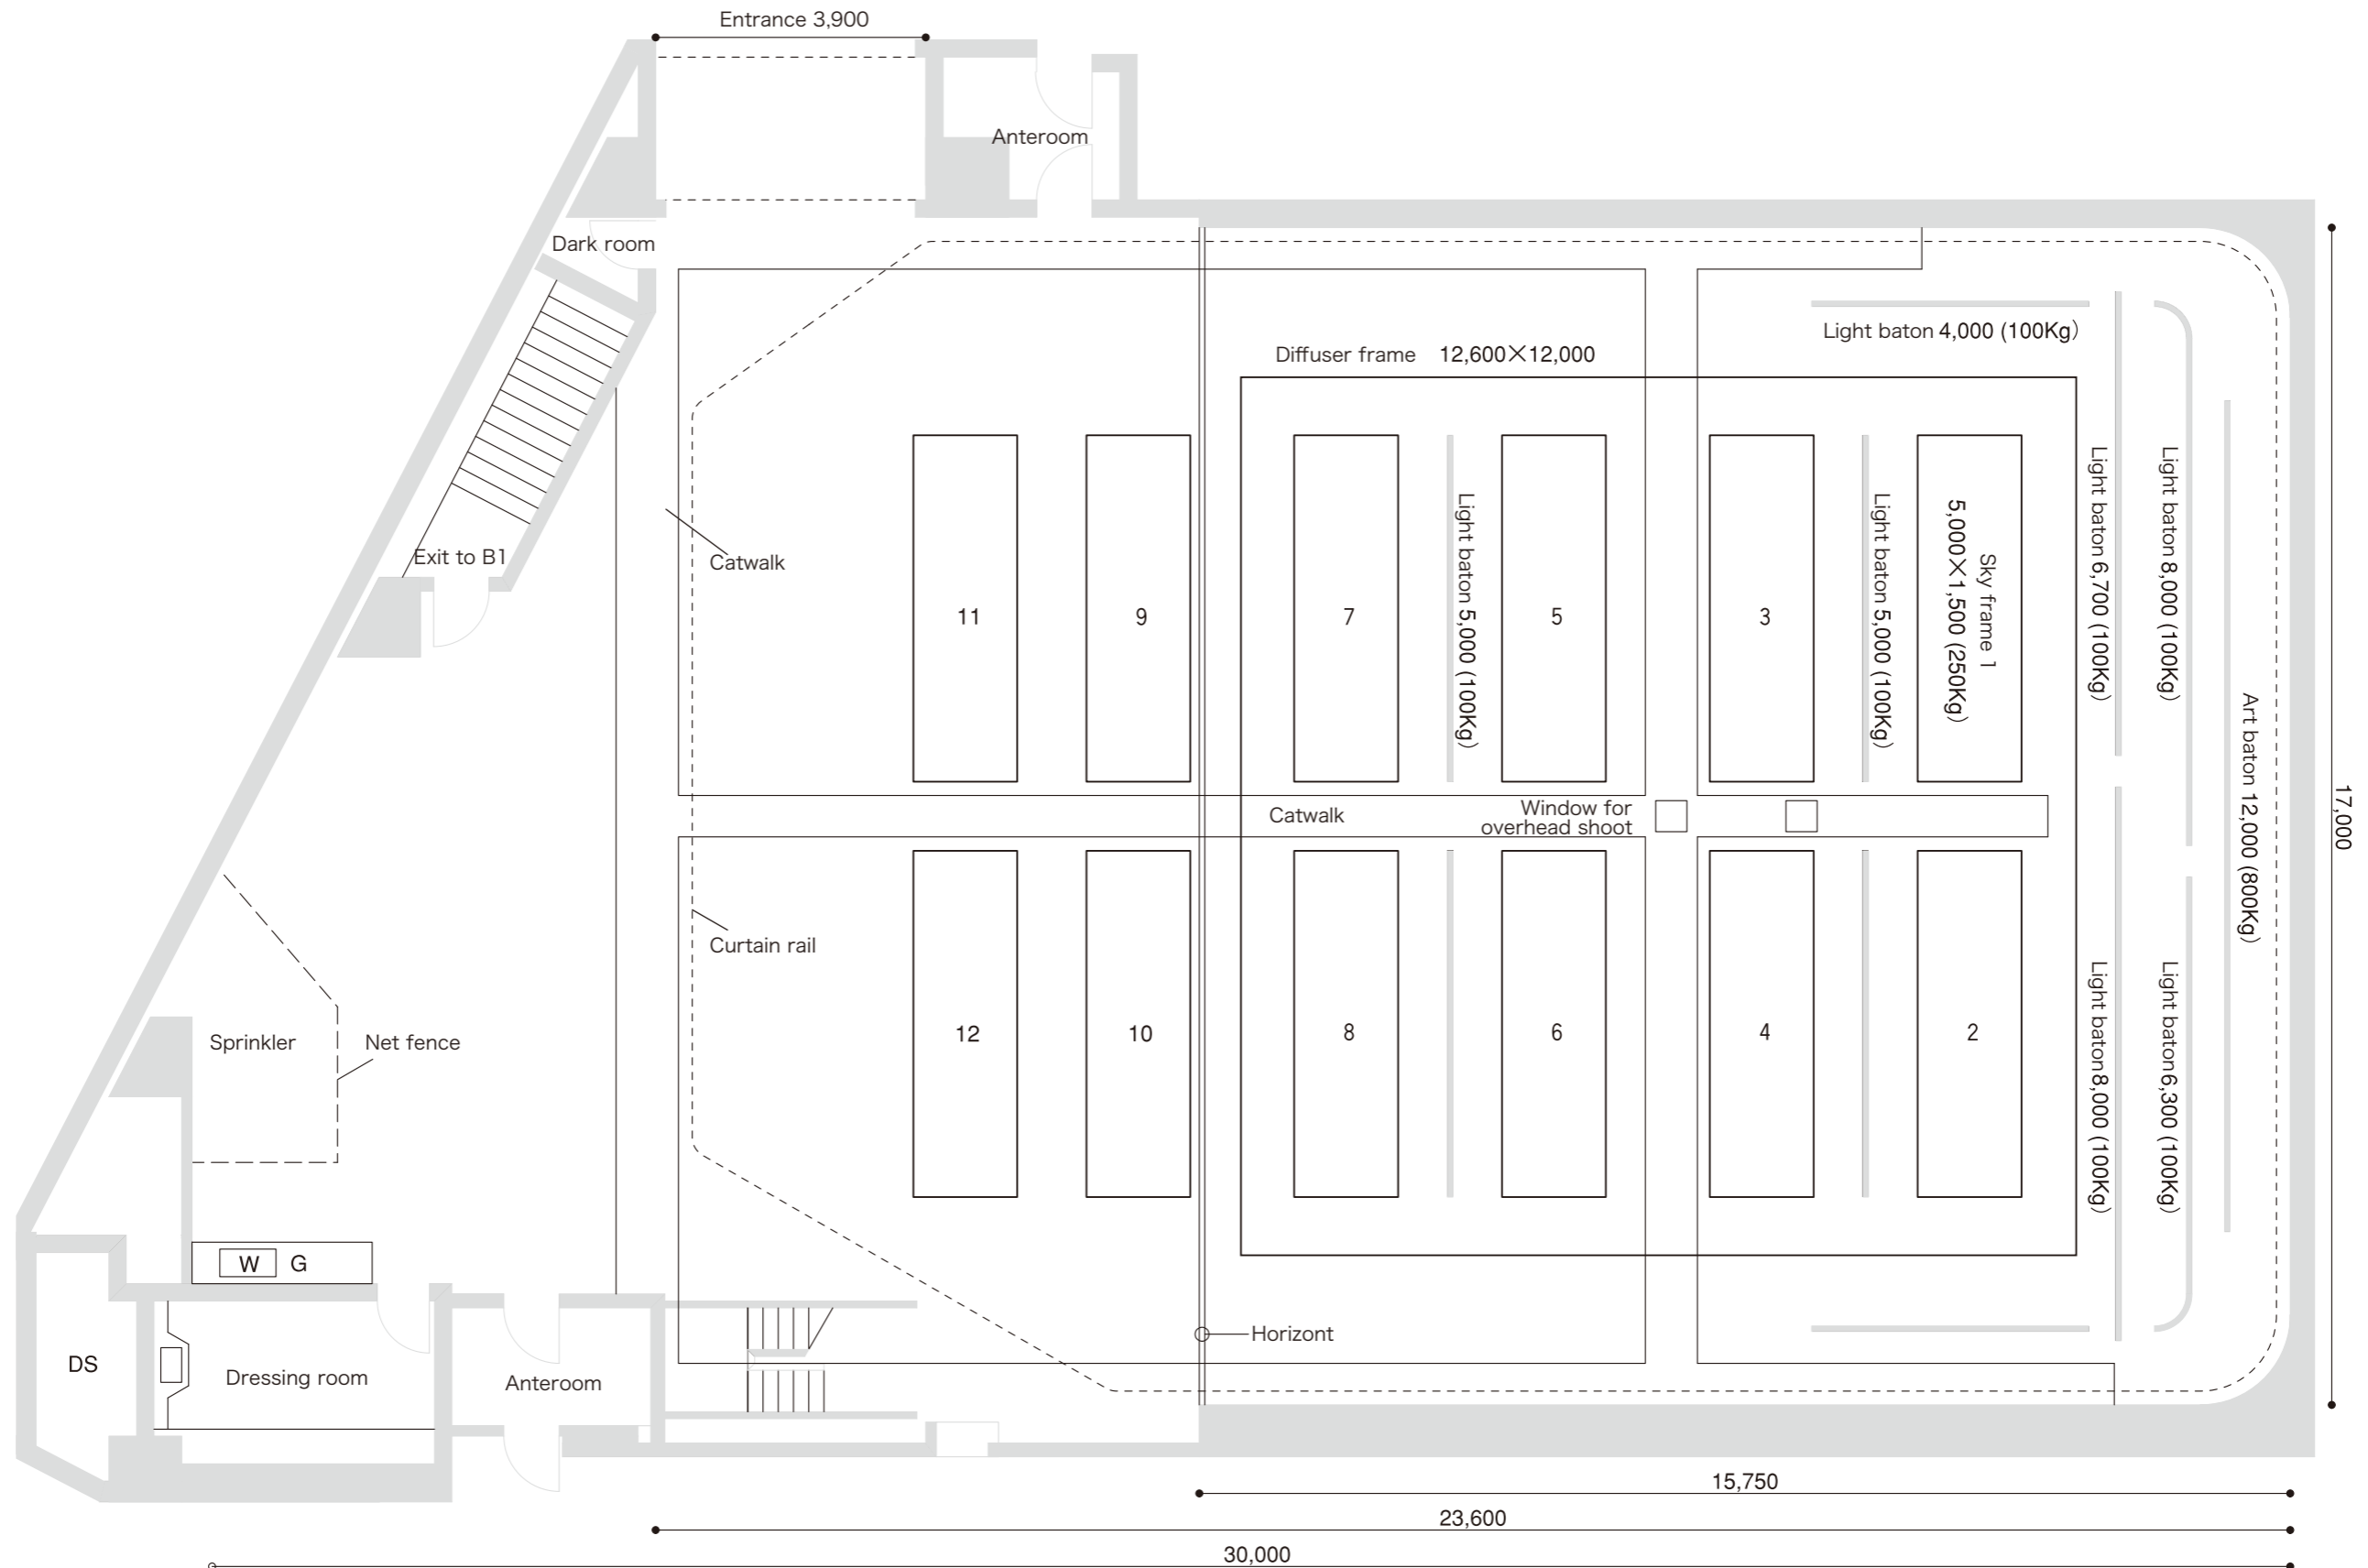 Entrance 3,900
Anteroom
Dark room
Light baton 4,000 (100Kg）
Diffuser frame 12,600×12,000
Exit to B1
Catwalk
11
9
7
Light baton 5,000 (100Kg）
5
3
Light baton 5,000 (100Kg）
Sky frame 1
5,000×1,500 (250Kg）
Light baton 6,700 (100Kg）
Light baton 8,000 (100Kg）
Art baton 12,000 (800Kg）
17,000
Catwalk
Window for
overhead shoot
Curtain rail
Sprinkler
Net fence
12
10
8
6
4
2
Light baton8,000 (100Kg）
Light baton6,300 (100Kg）
W G
DS
Dressing room
Anteroom
Horizont
15,750
23,600
30,000